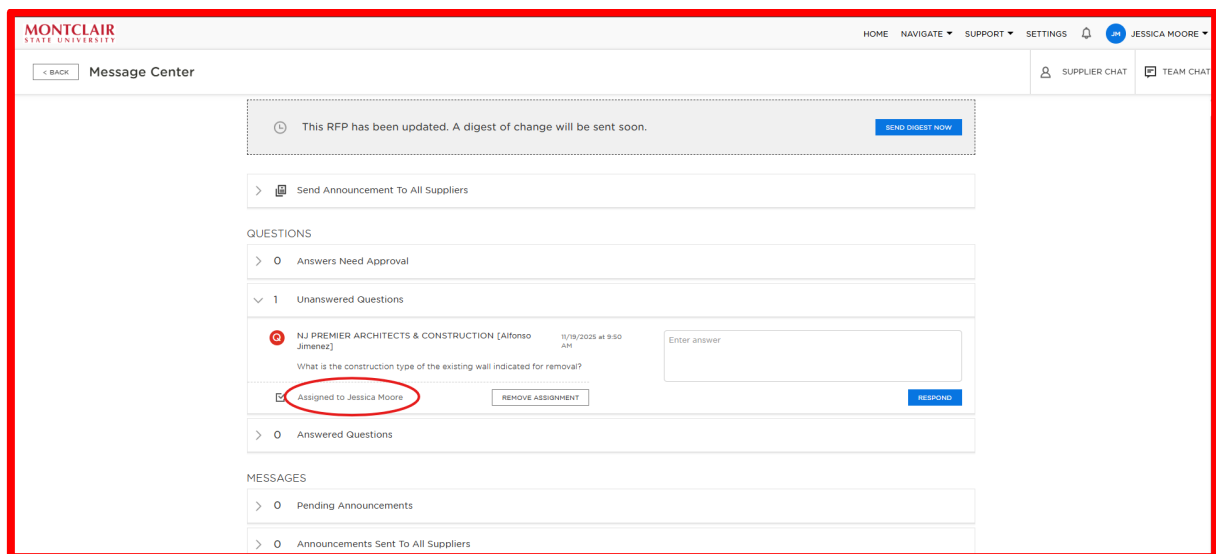 MONTCLAIR
STATE UNIVERSITY
HOME NAVIGATE SUPPORT SETTINGS JM JESSICA MOORE
< BACK Message Center
SUPPLIER CHAT TEAM CHAT
This RFP has been updated. A digest of change will be sent soon.
SEND DIGEST NOW
Send Announcement To All Suppliers
QUESTIONS
0 Answers Need Approval
1 Unanswered Questions
Q NJ PREMIER ARCHITECTS & CONSTRUCTION [Alfonso
Jimenez]
11/19/2025 at 9:50
AM
Enter answer
What is the construction type of the existing wall indicated for removal?
Assigned to Jessica Moore
REMOVE ASSIGNMENT
RESPOND
0 Answered Questions
MESSAGES
0 Pending Announcements
0 Announcements Sent To All Suppliers